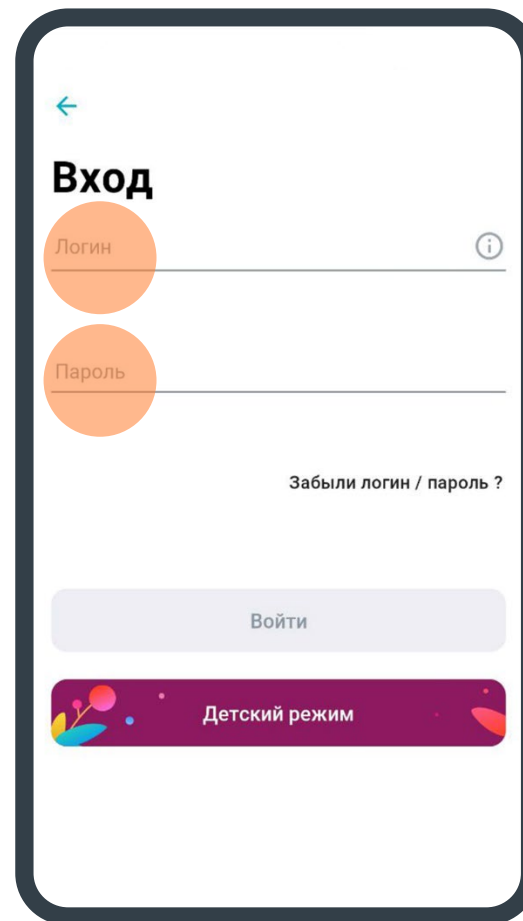 Вход
Логин
Пароль
Забыли логин / пароль ?
Войти
Детский режим